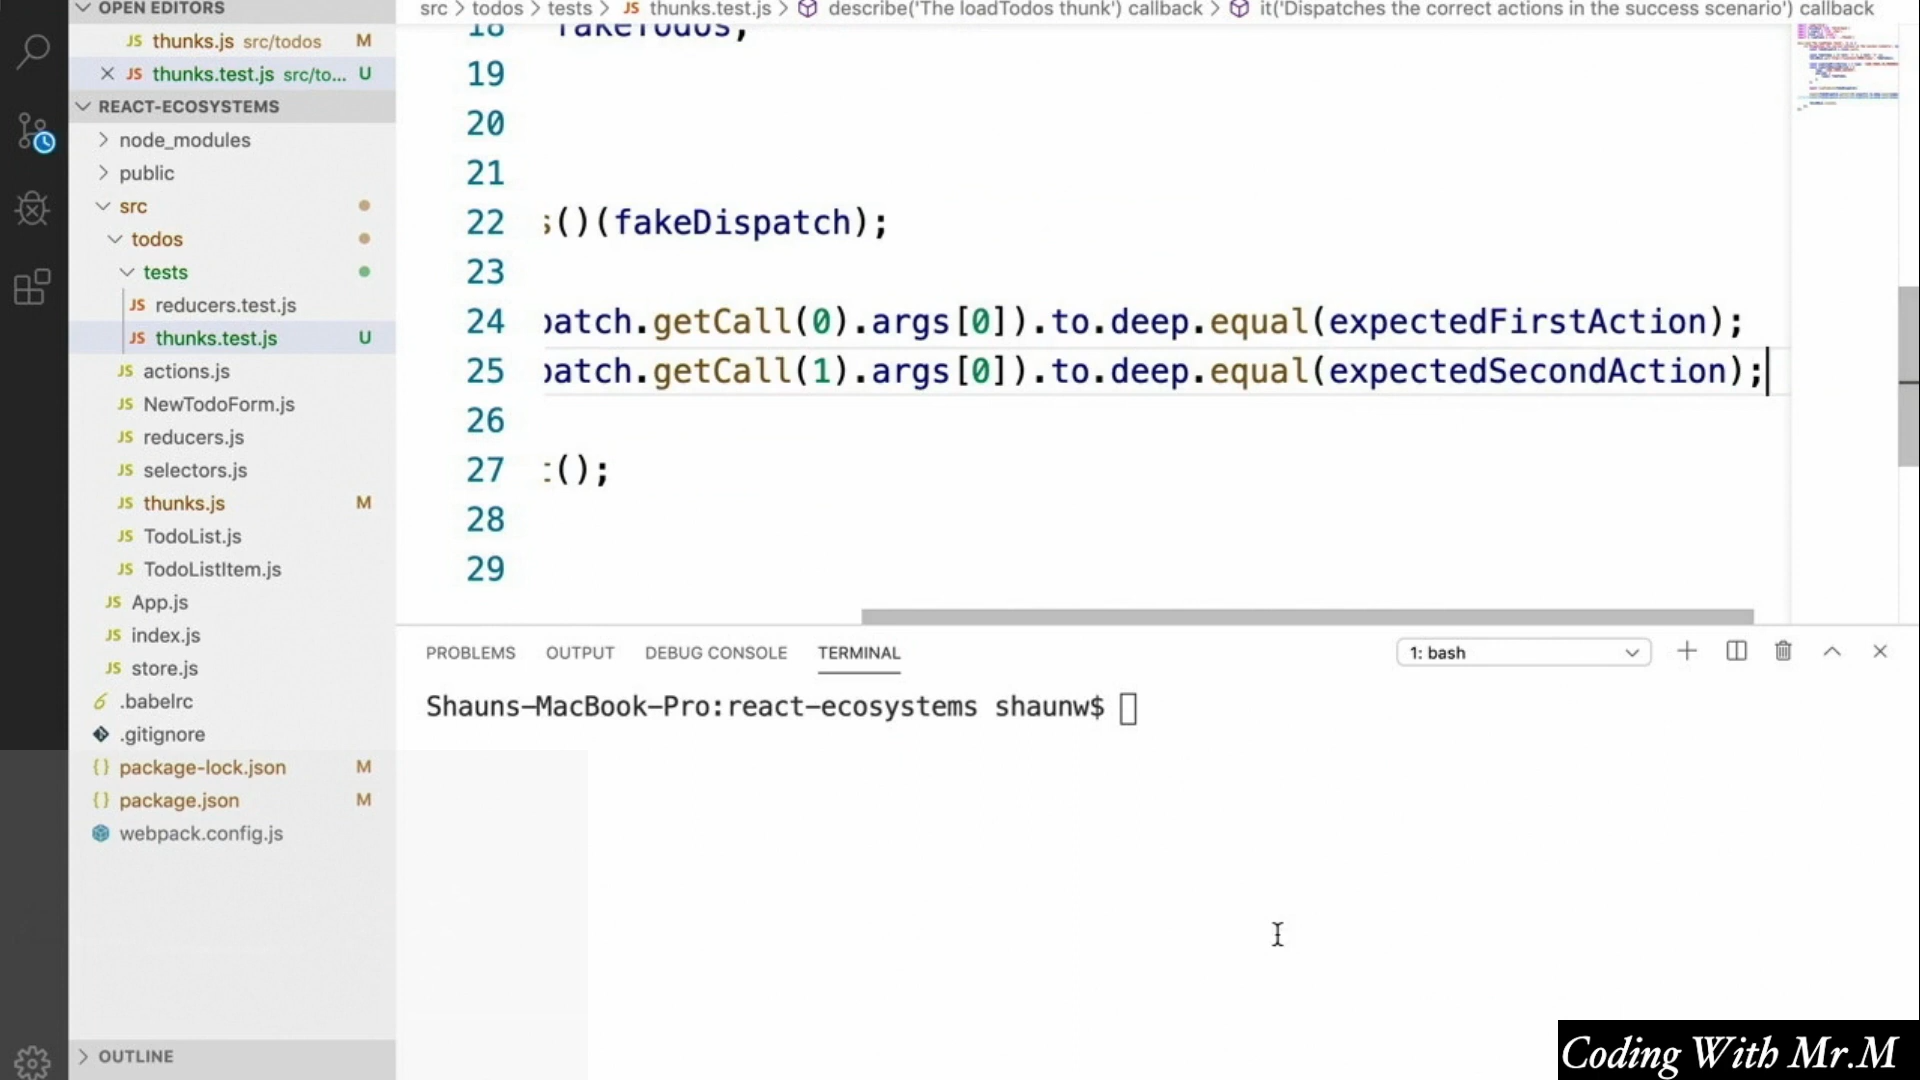 OPEN EDITORS
JS thunks.js src/todos M
JS thunks.test.js src/to... U
REACT-ECOSYSTEMS
node_modules
public
src
todos
tests
JS reducers.test.js
JS thunks.test.js U
JS actions.js
JS NewTodoForm.js
JS reducers.js
JS selectors.js
JS thunks.js M
JS TodoList.js
JS TodoListItem.js
JS App.js
JS index.js
JS store.js
.babelrc
.gitignore
{} package-lock.json M
{} package.json M
webpack.config.js
OUTLINE
src > todos > tests > JS thunks.test.js > describe('The loadTodos thunk') callback > it('Dispatches the correct actions in the success scenario') callback
18 fakeTodos,
19
20
21
22 s()(fakeDispatch);
23
24 patch.getCall(0).args[0]).to.deep.equal(expectedFirstAction);
25 patch.getCall(1).args[0]).to.deep.equal(expectedSecondAction);
26
27 ();
28
29
PROBLEMS OUTPUT DEBUG CONSOLE TERMINAL 1: bash
Shauns-MacBook-Pro:react-ecosystems shaunw$
Coding With Mr.M